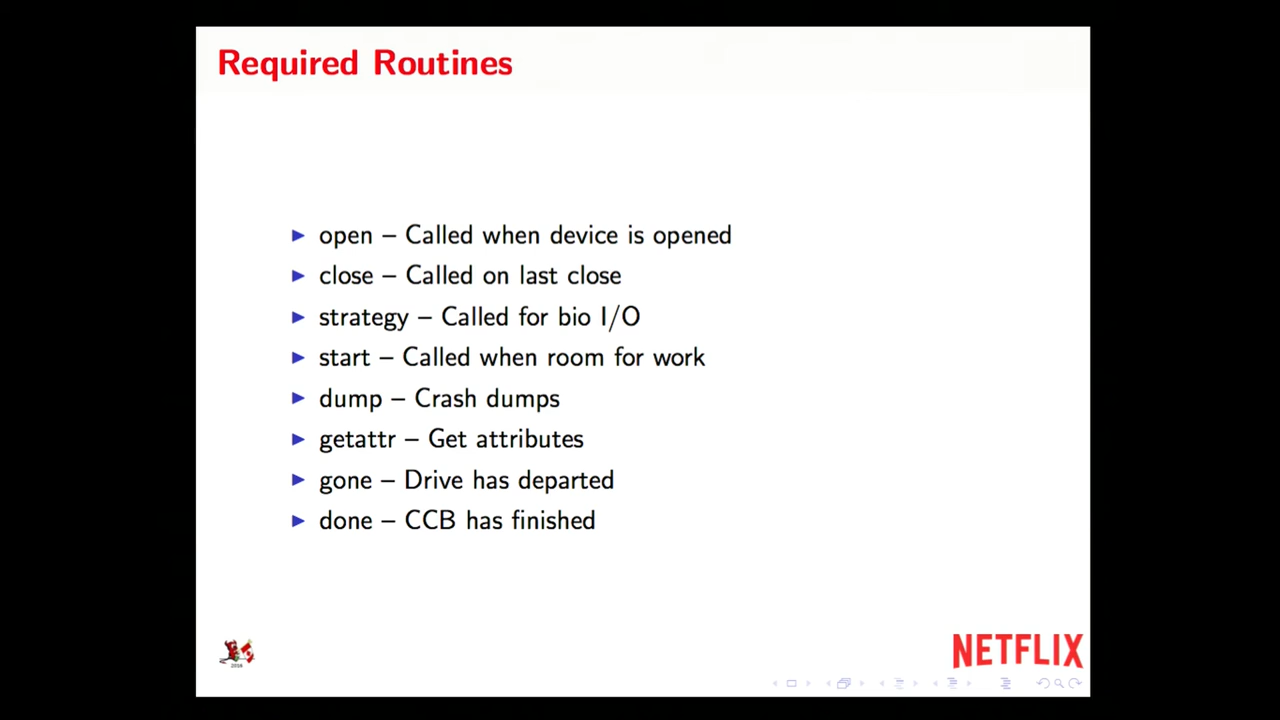 Required Routines
open – Called when device is opened
close – Called on last close
strategy – Called for bio I/O
start – Called when room for work
dump – Crash dumps
getattr – Get attributes
gone – Drive has departed
done – CCB has finished
NETFLIX